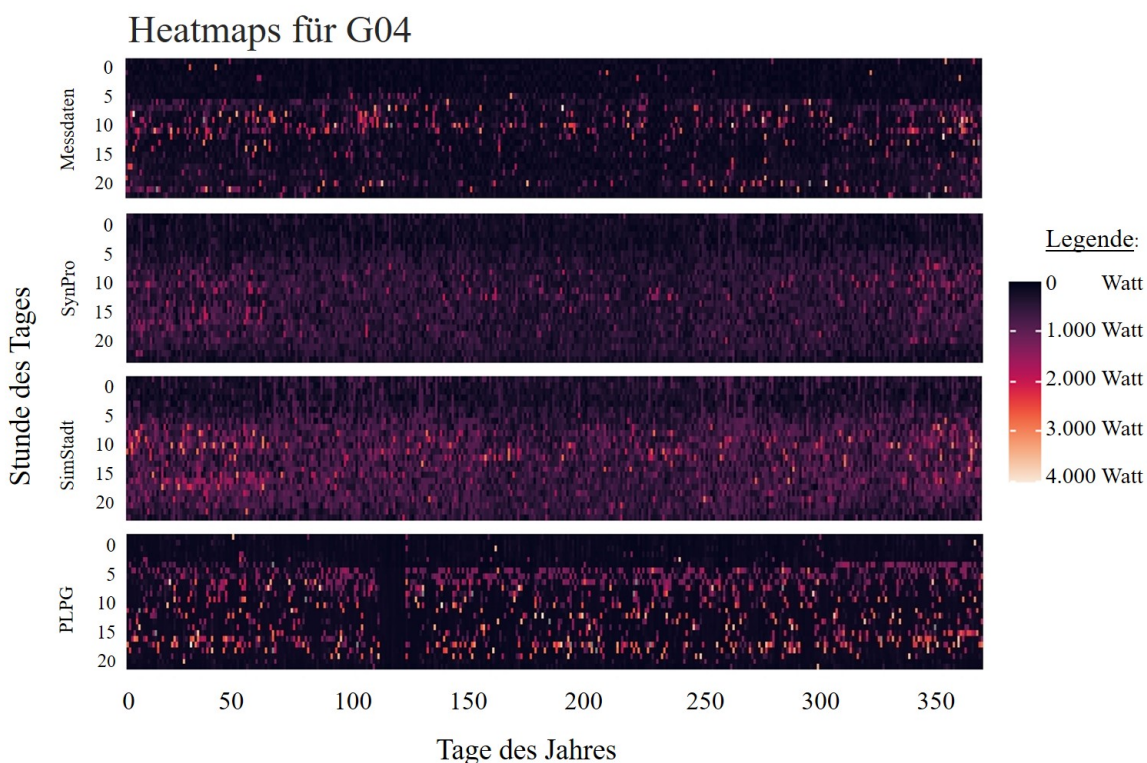 Heatmaps für G04
Messdaten
0
5
10
15
20
SynPro
0
5
10
15
20
SimStadt
0
5
10
15
20
PLPG
0
5
10
15
20
Stunde des Tages
0 50 100 150 200 250 300 350
Tage des Jahres
Legende:
0 Watt
1.000 Watt
2.000 Watt
3.000 Watt
4.000 Watt